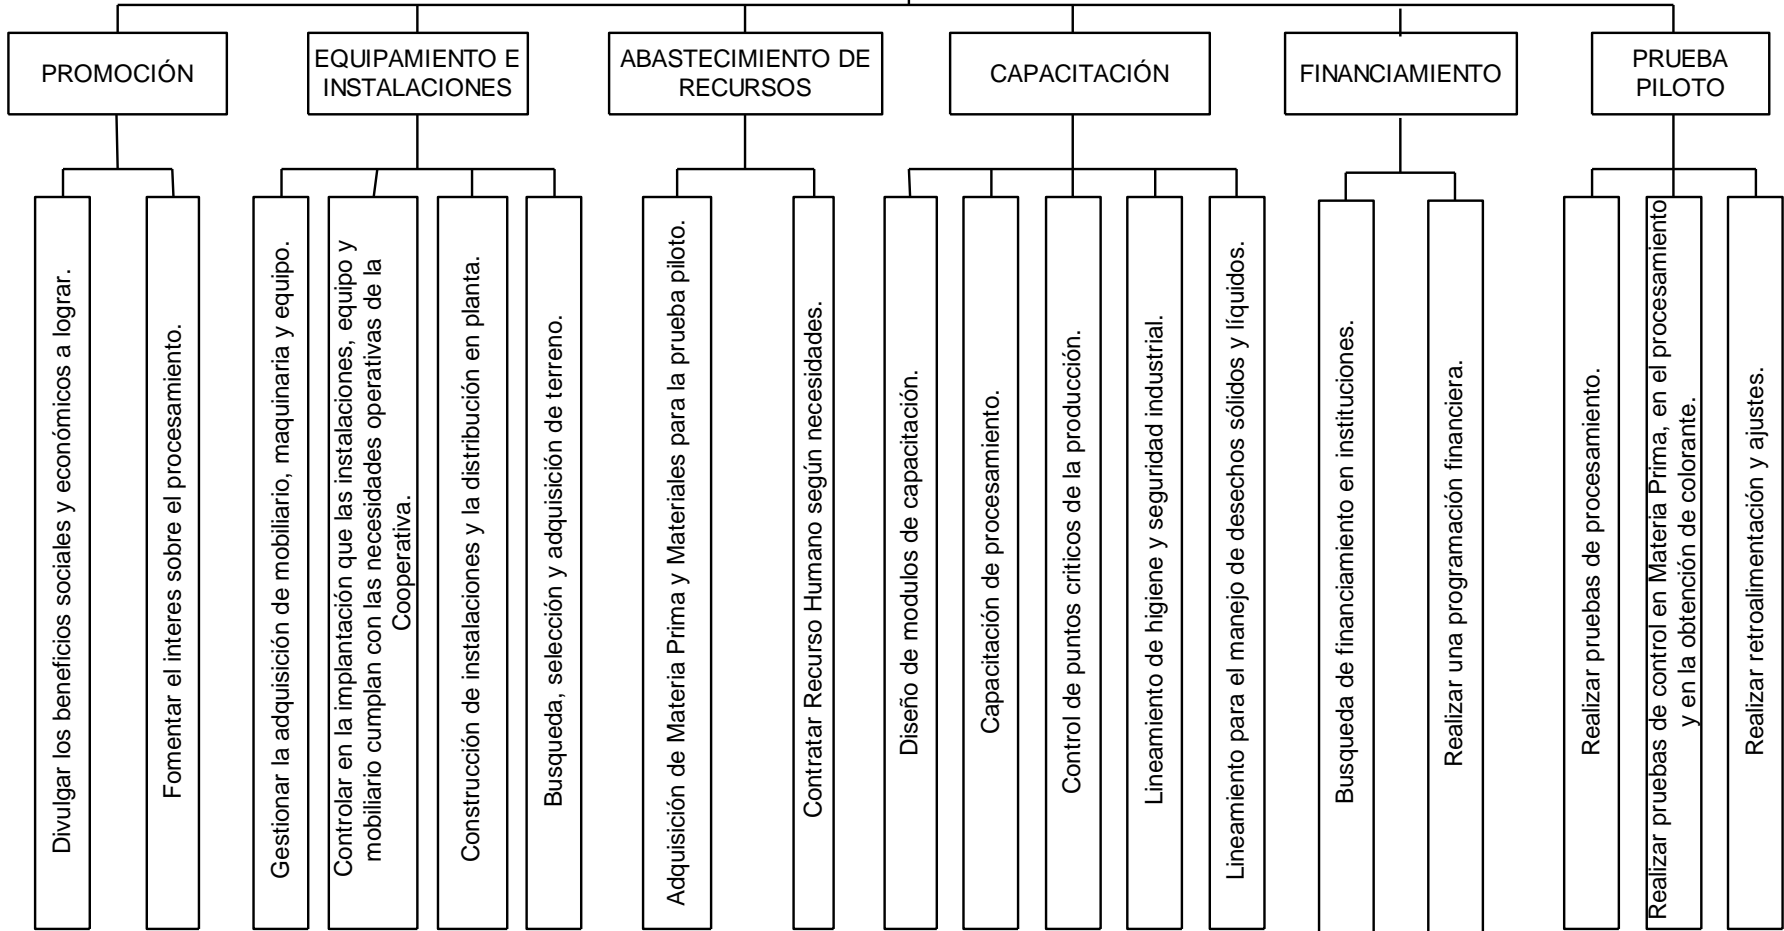 PROMOCIÓN
EQUIPAMIENTO E
INSTALACIONES
ABASTECIMIENTO DE
RECURSOS
CAPACITACIÓN
FINANCIAMIENTO
PRUEBA
PILOTO
Divulgar los beneficios sociales y económicos a lograr.
Fomentar el interes sobre el procesamiento.
Gestionar la adquisición de mobiliario, maquinaria y equipo.
Controlar en la implantación que las instalaciones, equipo y
mobiliario cumplan con las necesidades operativas de la
Cooperativa.
Construcción de instalaciones y la distribución en planta.
Busqueda, selección y adquisición de terreno.
Adquisición de Materia Prima y Materiales para la prueba piloto.
Contratar Recurso Humano según necesidades.
Diseño de modulos de capacitación.
Capacitación de procesamiento.
Control de puntos criticos de la producción.
Lineamiento de higiene y seguridad industrial.
Lineamiento para el manejo de desechos sólidos y líquidos.
Busqueda de financiamiento en instituciones.
Realizar una programación financiera.
Realizar pruebas de procesamiento.
Realizar pruebas de control en Materia Prima, en el procesamiento
y en la obtención de colorante.
Realizar retroalimentación y ajustes.